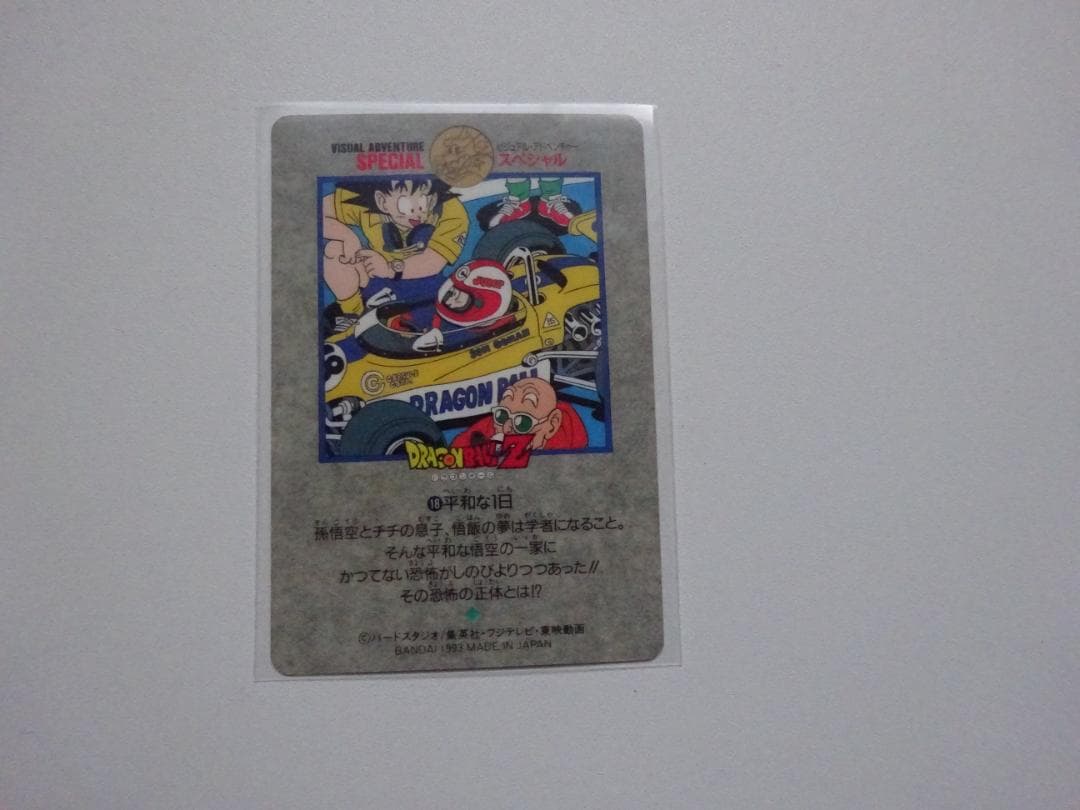 VISUAL ADVENTURE
SPECIAL
ビジュアル・アドベンチャー
スペシャル
JUMP
SON GOHAN
CAPSULE
CORP.
DRAGON BALL
DRAGON BALL Z
⑱平和な1日
孫悟空とチチの息子、悟飯の夢は学者になること。
そんな平和な悟空の一家に
かつてない恐怖がしのびよりつつあった!!
その恐怖の正体とは!?
©バードスタジオ/集英社・フジテレビ・東映動画
BANDAI 1993 MADE IN JAPAN